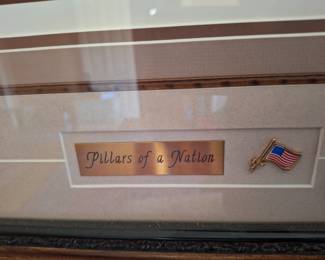 Pillars of a Nation